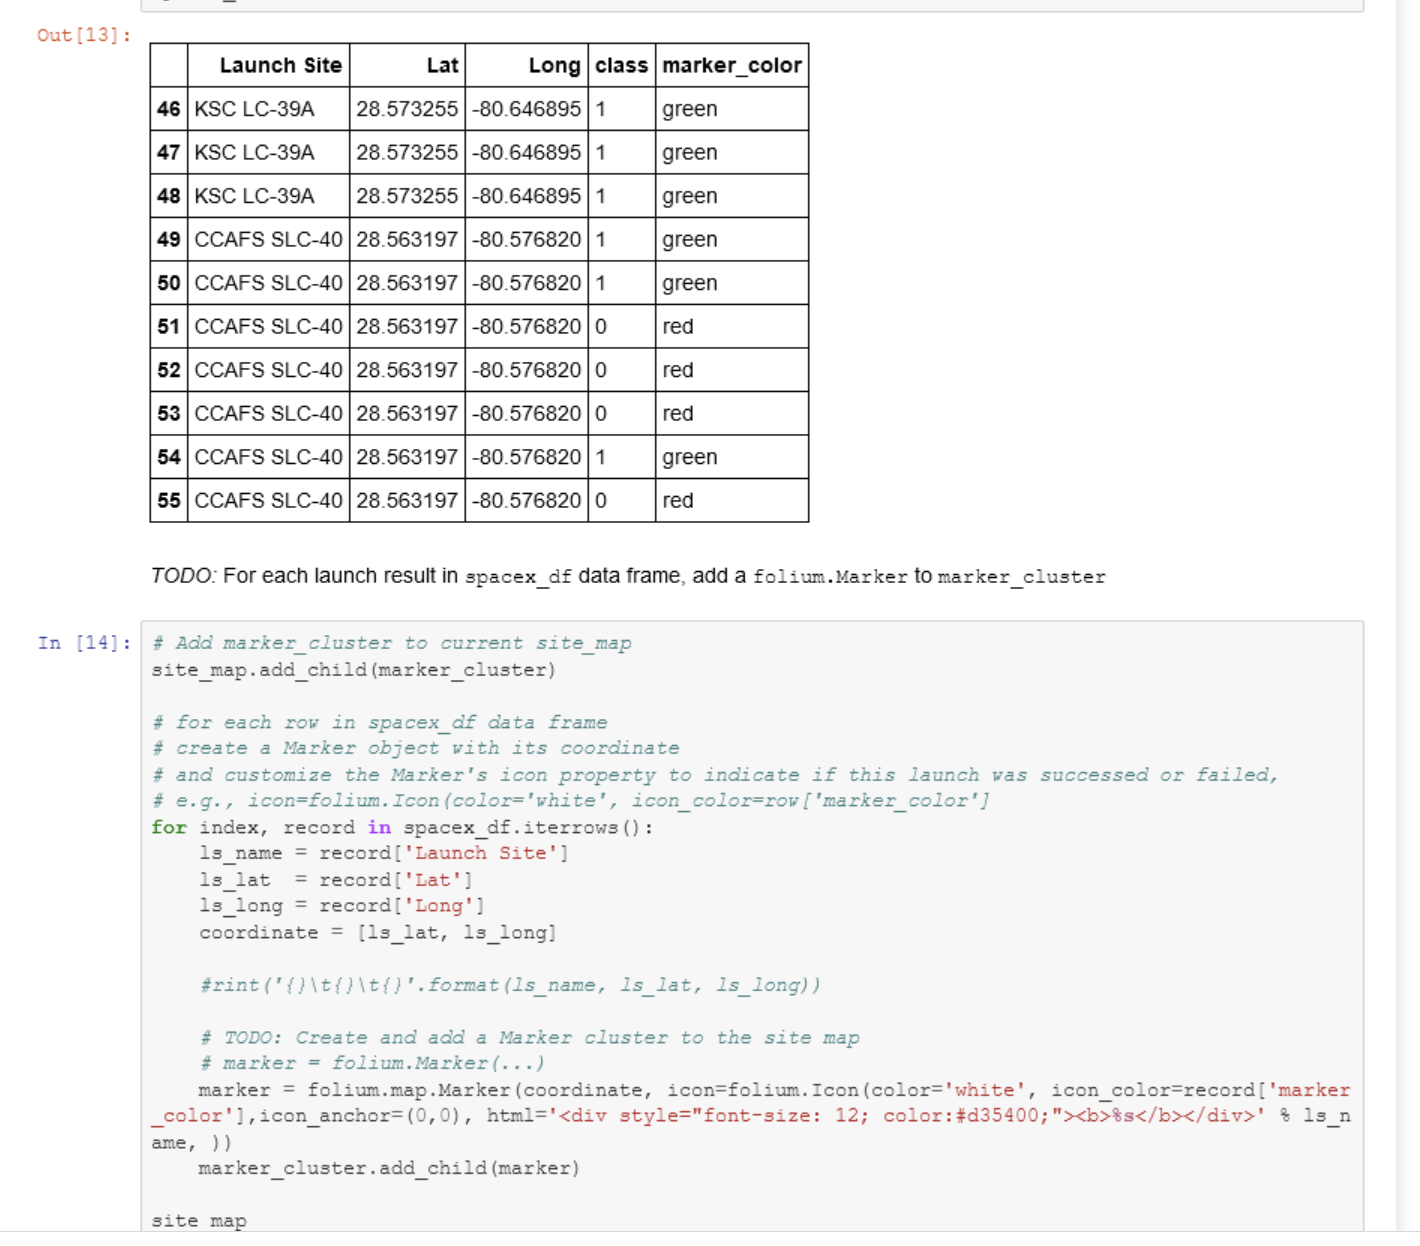 Out[13]:
Launch Site Lat Long class marker_color
46 KSC LC-39A 28.573255 -80.646895 1 green
47 KSC LC-39A 28.573255 -80.646895 1 green
48 KSC LC-39A 28.573255 -80.646895 1 green
49 CCAFS SLC-40 28.563197 -80.576820 1 green
50 CCAFS SLC-40 28.563197 -80.576820 1 green
51 CCAFS SLC-40 28.563197 -80.576820 0 red
52 CCAFS SLC-40 28.563197 -80.576820 0 red
53 CCAFS SLC-40 28.563197 -80.576820 0 red
54 CCAFS SLC-40 28.563197 -80.576820 1 green
55 CCAFS SLC-40 28.563197 -80.576820 0 red
TODO: For each launch result in spacex_df data frame, add a folium.Marker to marker_cluster
In [14]: # Add marker_cluster to current site_map
site_map.add_child(marker_cluster)
# for each row in spacex_df data frame
# create a Marker object with its coordinate
# and customize the Marker's icon property to indicate if this launch was successed or failed,
# e.g., icon=folium.Icon(color='white', icon_color=row['marker_color']
for index, record in spacex_df.iterrows():
    ls_name = record['Launch Site']
    ls_lat  = record['Lat']
    ls_long = record['Long']
    coordinate = [ls_lat, ls_long]
    #rint('{}\t{}\t{}'.format(ls_name, ls_lat, ls_long))
    # TODO: Create and add a Marker cluster to the site map
    # marker = folium.Marker(...)
    marker = folium.map.Marker(coordinate, icon=folium.Icon(color='white', icon_color=record['marker
_color'],icon_anchor=(0,0), html='<div style="font-size: 12; color:#d35400;"><b>%s</b></div>' % ls_n
ame, ))
    marker_cluster.add_child(marker)
site_map